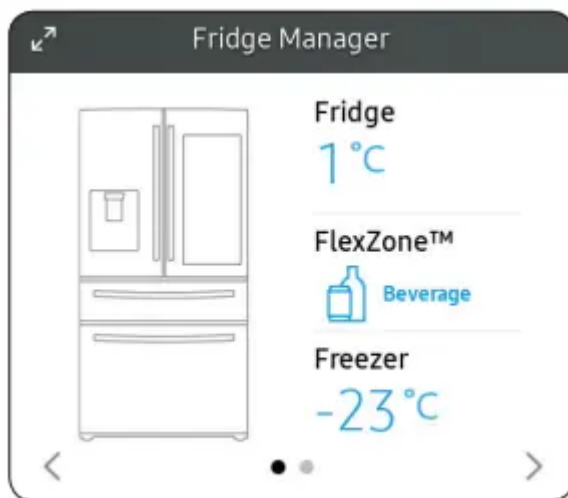 Fridge Manager
Fridge
1°C
FlexZone™
Beverage
Freezer
-23°C